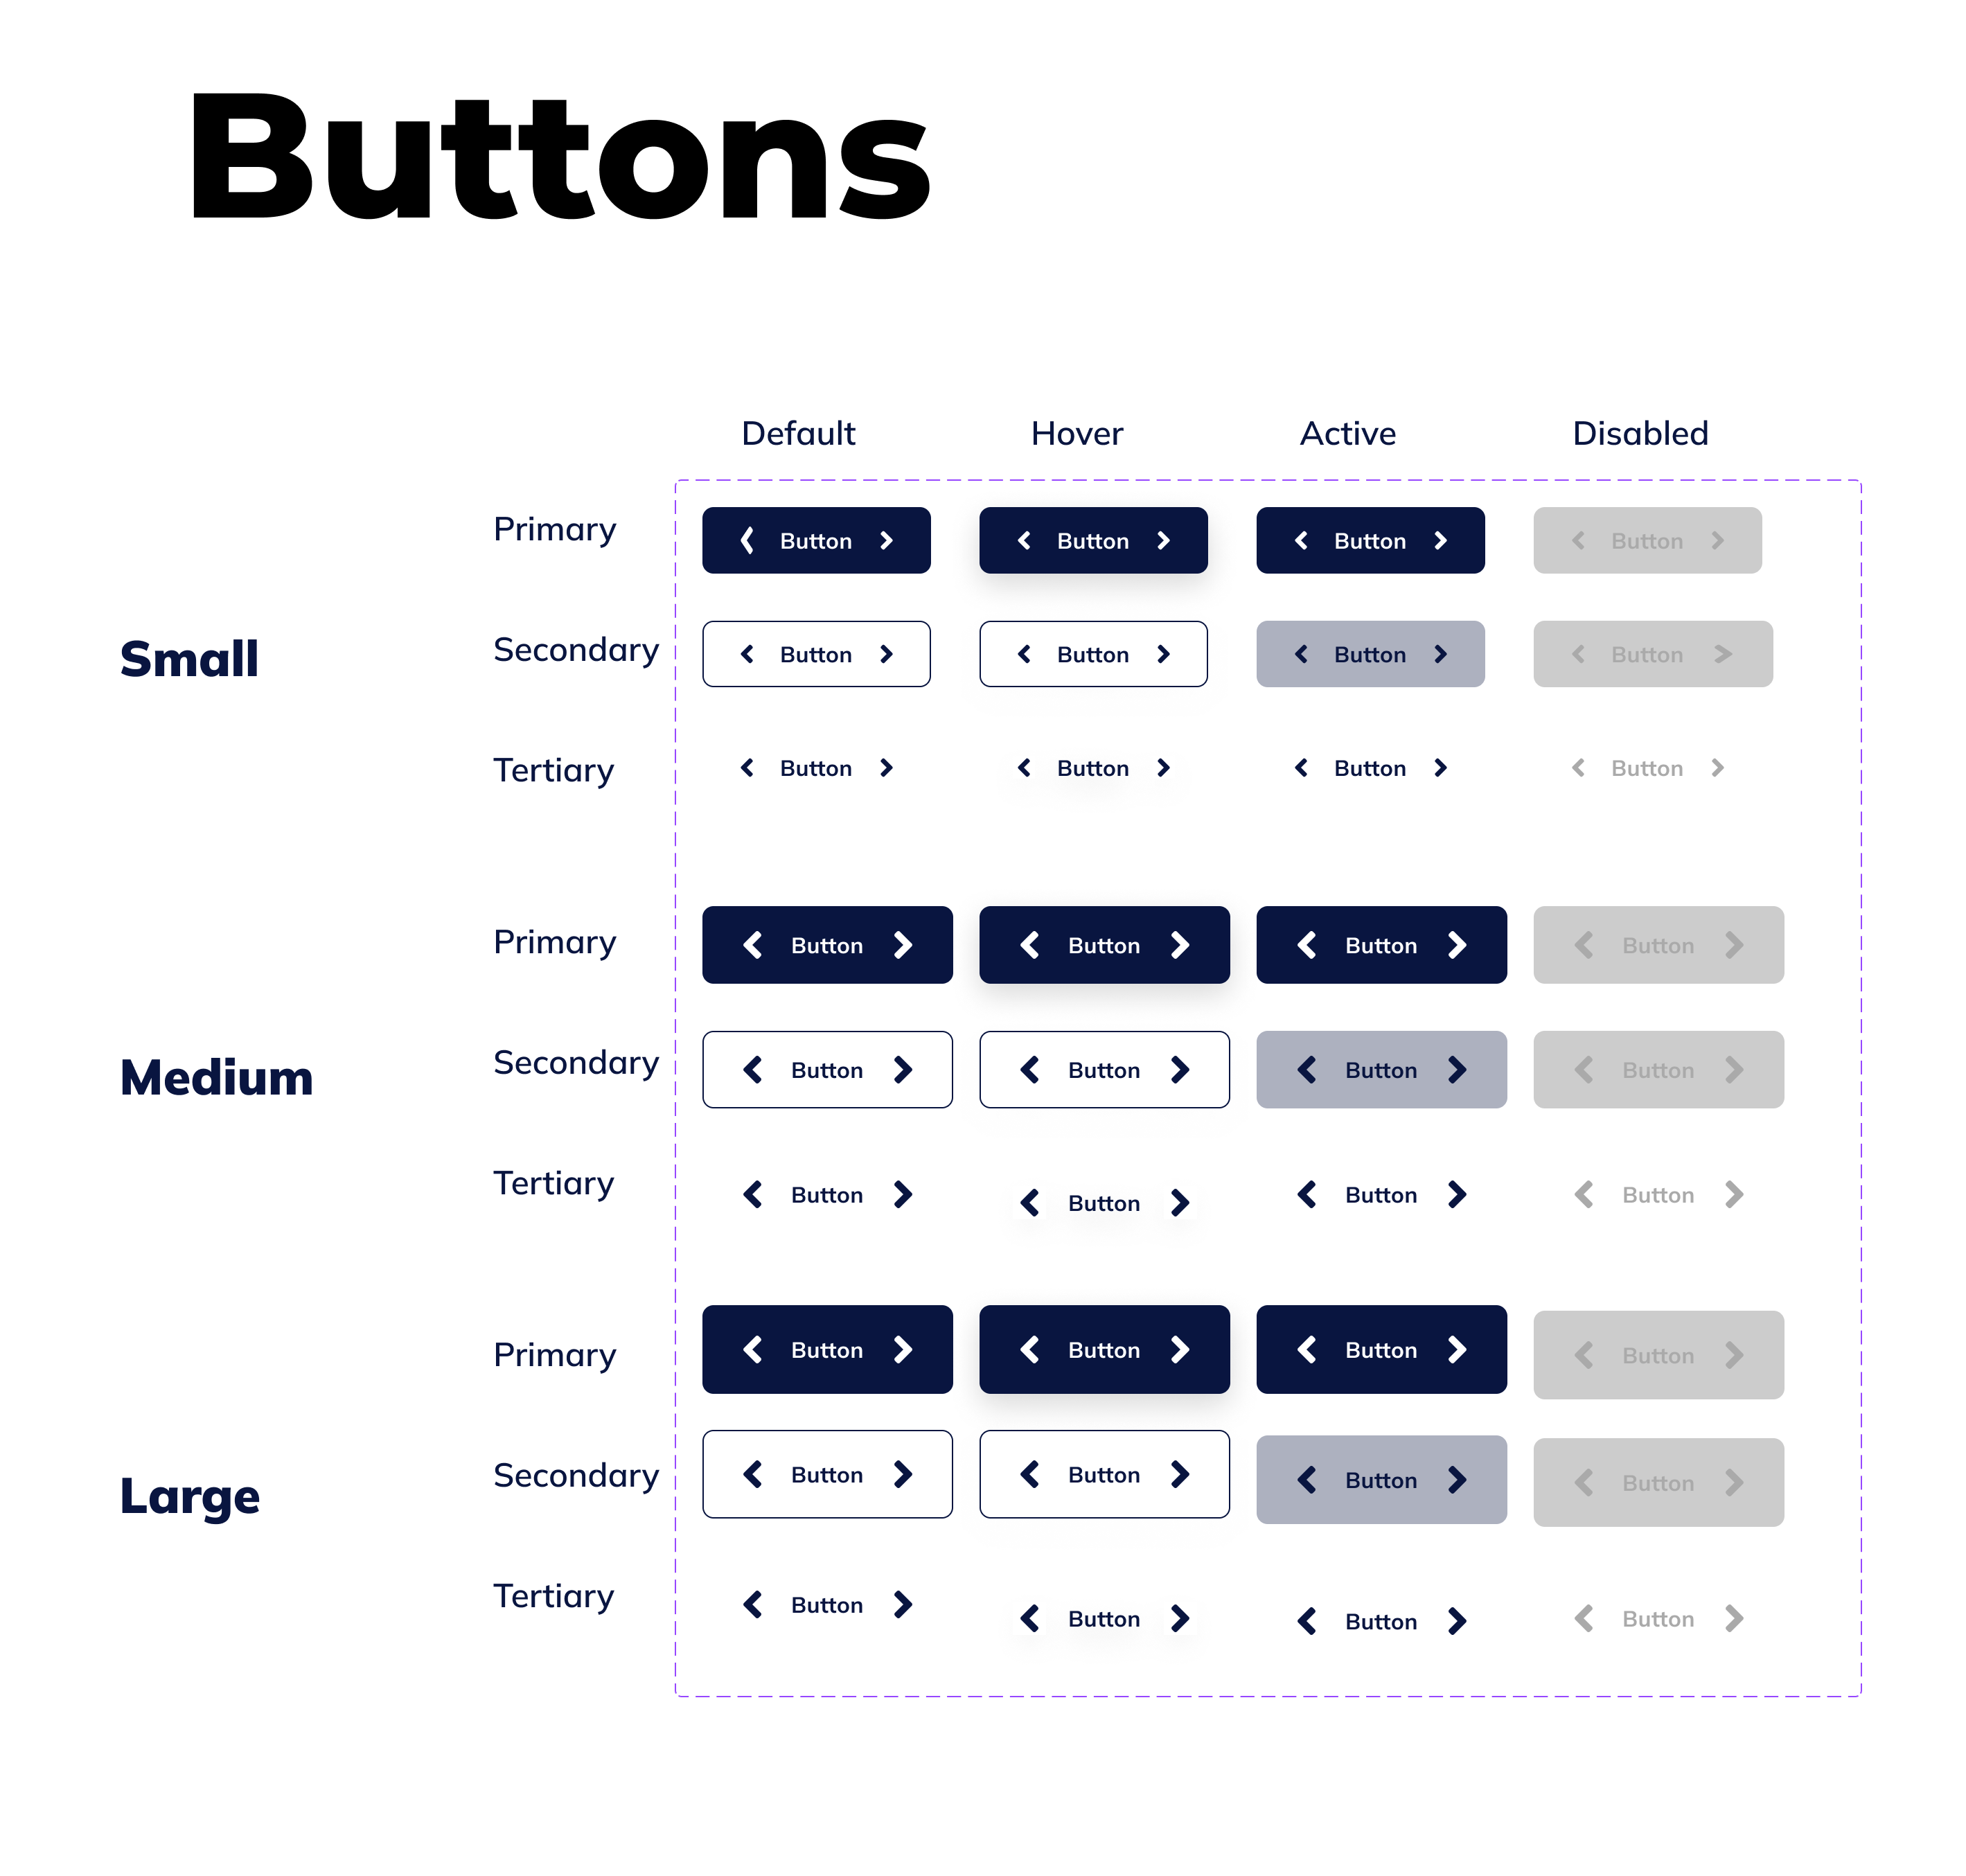 Buttons
Default Hover Active Disabled
Primary Button Button Button Button
Small
Secondary Button Button Button Button
Tertiary Button Button Button Button
Primary Button Button Button Button
Medium
Secondary Button Button Button Button
Tertiary Button Button Button Button
Primary Button Button Button Button
Large
Secondary Button Button Button Button
Tertiary Button Button Button Button